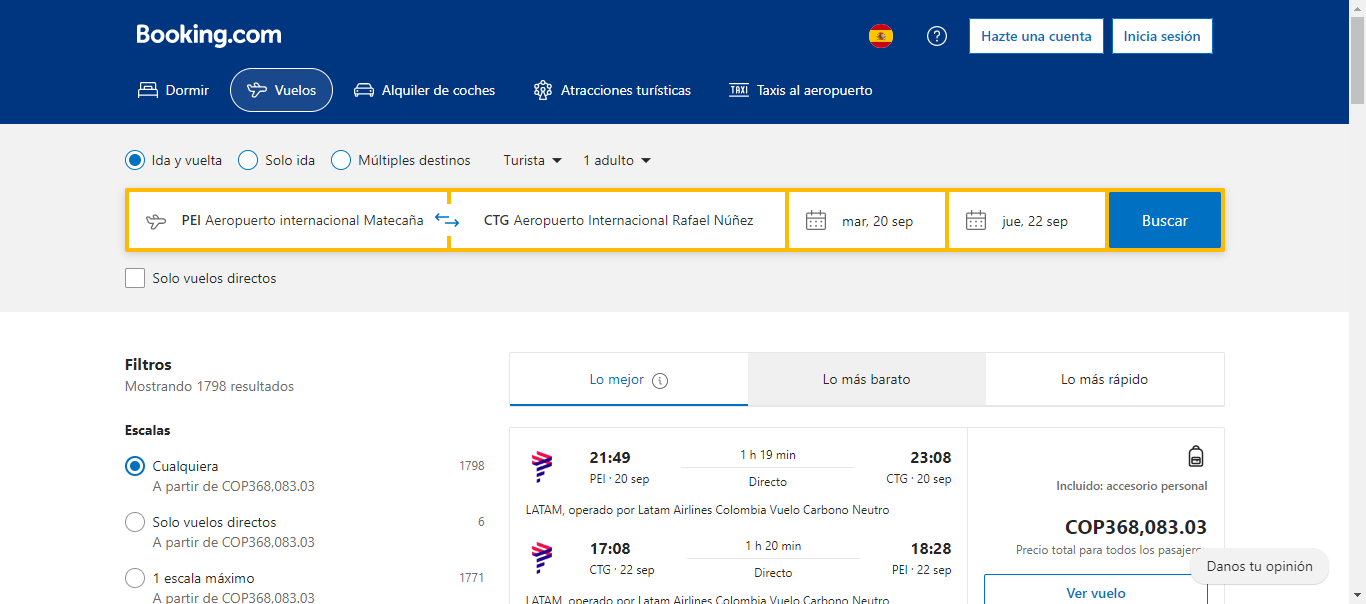 Booking.com
Hazte una cuenta
Inicia sesión
Dormir
Vuelos
Alquiler de coches
Atracciones turísticas
TAXI Taxis al aeropuerto
Ida y vuelta
Solo ida
Múltiples destinos
Turista
1 adulto
PEI Aeropuerto internacional Matecaña
CTG Aeropuerto Internacional Rafael Núñez
mar, 20 sep
jue, 22 sep
Buscar
Solo vuelos directos
Filtros
Mostrando 1798 resultados
Escalas
Cualquiera 1798
A partir de COP368,083.03
Solo vuelos directos 6
A partir de COP368,083.03
1 escala máximo 1771
A partir de COP368,083.03
Lo mejor
Lo más barato
Lo más rápido
21:49 1 h 19 min 23:08
PEI · 20 sep Directo CTG · 20 sep
LATAM, operado por Latam Airlines Colombia Vuelo Carbono Neutro
17:08 1 h 20 min 18:28
CTG · 22 sep Directo PEI · 22 sep
LATAM, operado por Latam Airlines Colombia Vuelo Carbono Neutro
Incluido: accesorio personal
COP368,083.03
Precio total para todos los
Ver vuelo
Danos tu opinión